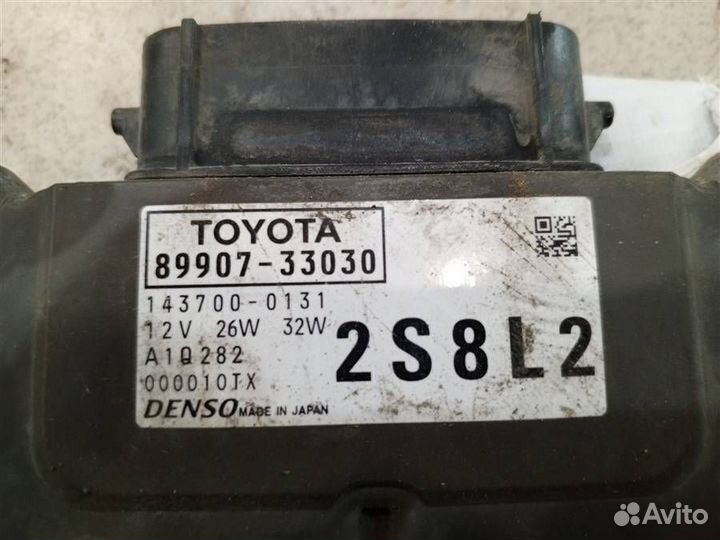 TOYOTA
89907-33030
143700-0131
12V 26W 32W
A1Q282
000010TX
2S8L2
DENSO MADE IN JAPAN
Avito